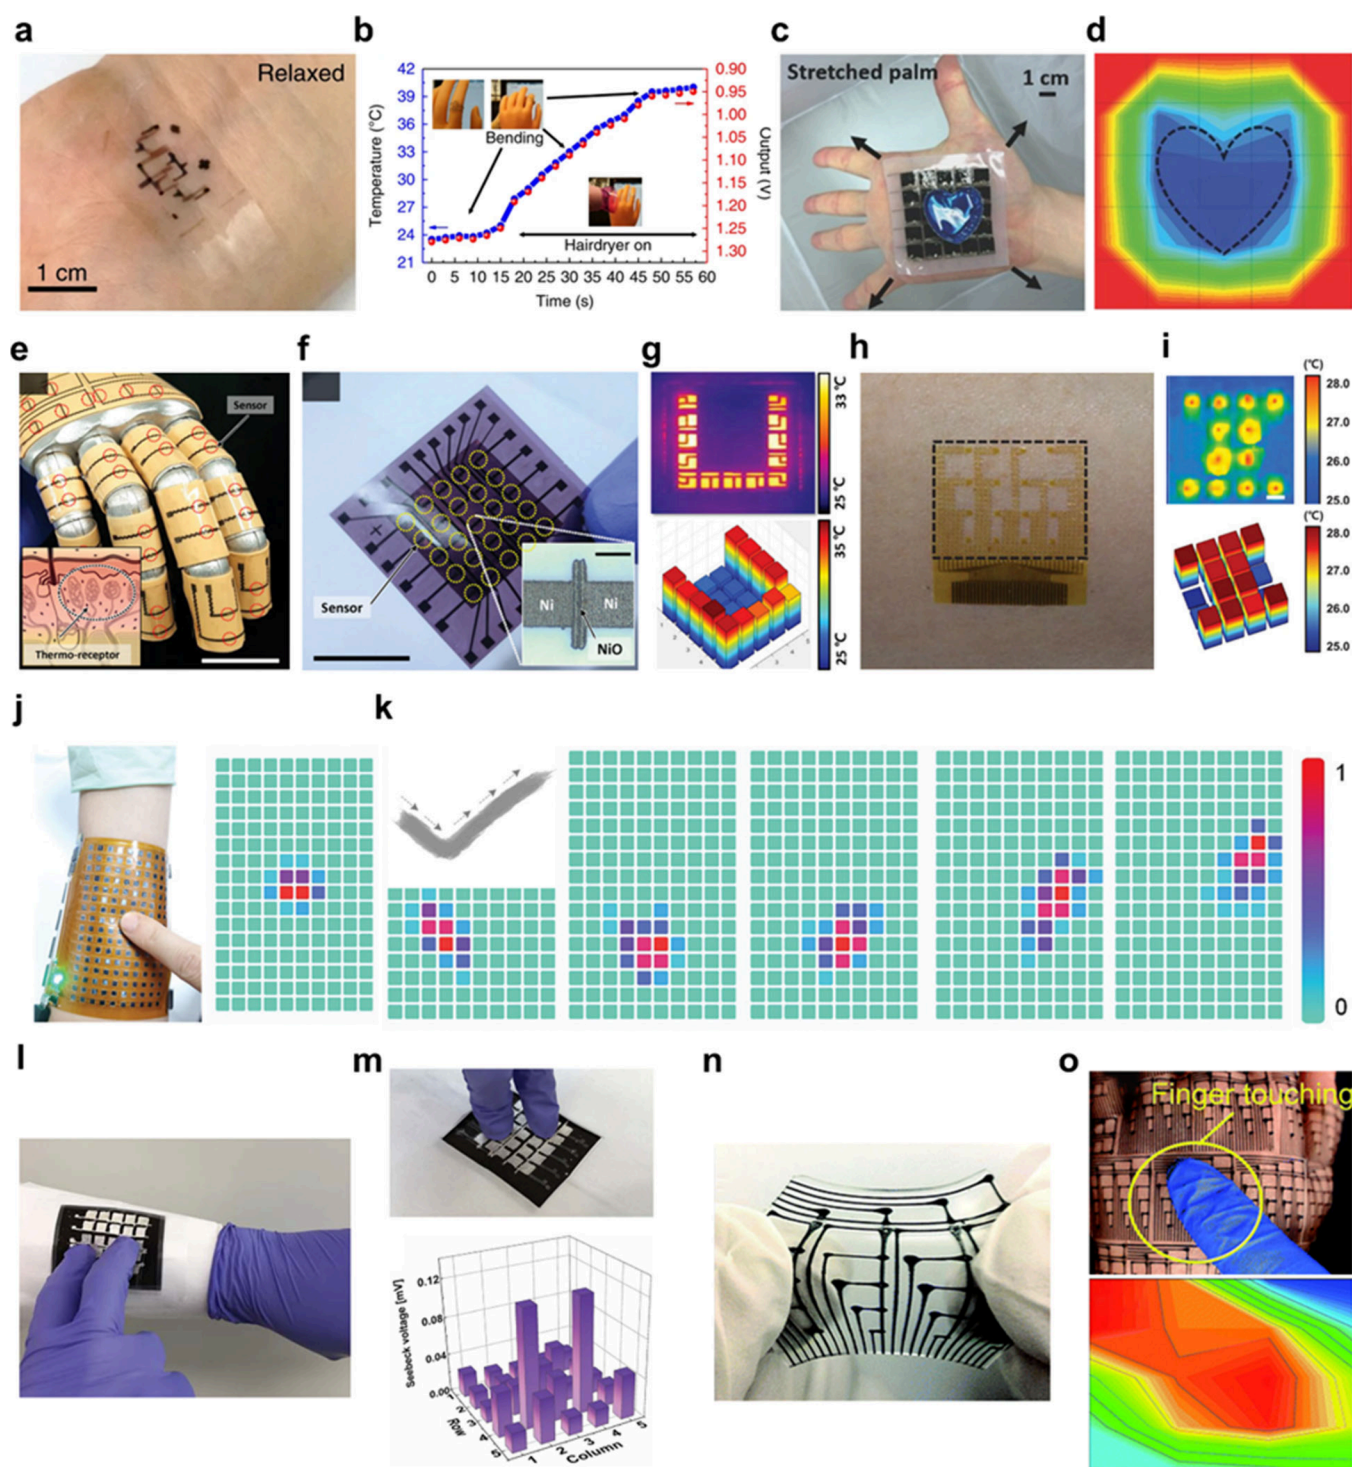 a
Relaxed
1 cm
b
42
39
36
33
30
27
24
21
Temperature (°C)
0.90
0.95
1.00
1.05
1.10
1.15
1.20
1.25
1.30
Output (V)
Bending
Hairdryer on
0 5 10 15 20 25 30 35 40 45 50 55 60
Time (s)
c
Stretched palm
1 cm
d
e
Sensor
Thermo-receptor
f
Sensor
Ni
Ni
NiO
g
33 °C
25 °C
35 °C
25 °C
h
i
(°C)
28.0
27.0
26.0
25.0
(°C)
28.0
27.0
26.0
25.0
j
k
1
0
l
m
0.12
0.08
0.04
0.00
Seebeck voltage [mV]
1
2
3
4
5
Row
1
2
3
4
5
Column
n
o
Finger touching